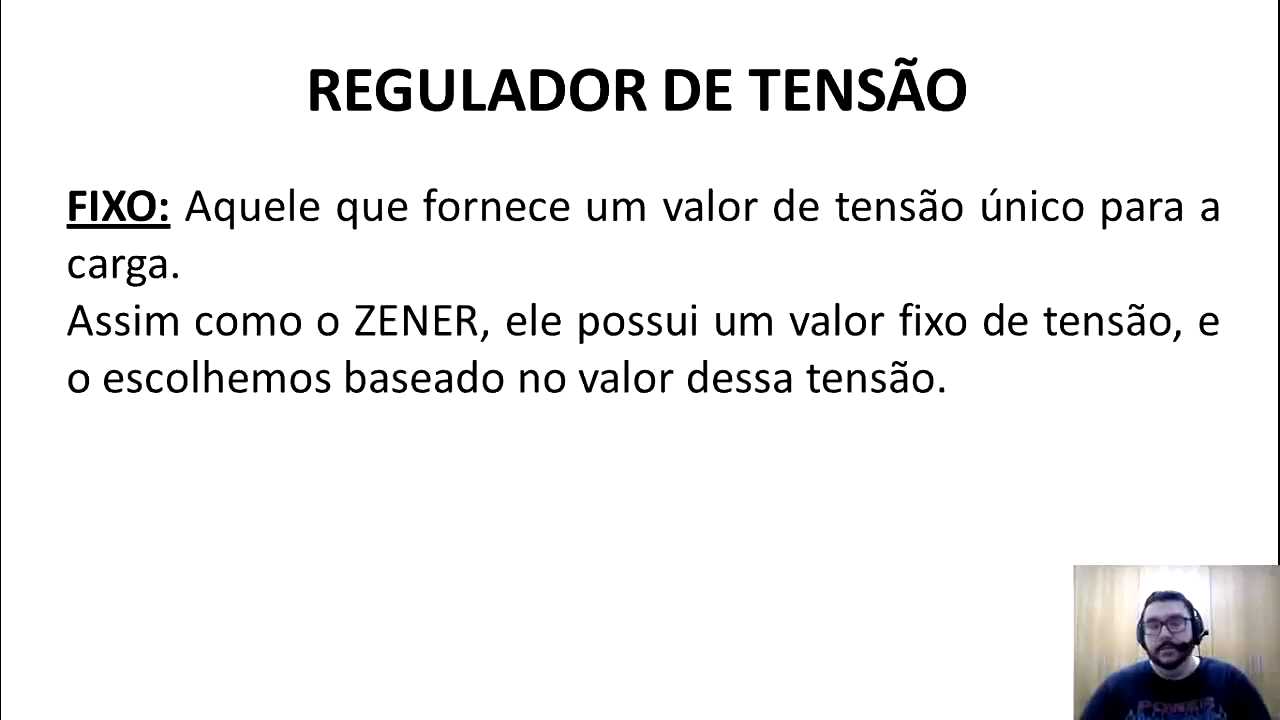 REGULADOR DE TENSÃO
FIXO: Aquele que fornece um valor de tensão único para a
carga.
Assim como o ZENER, ele possui um valor fixo de tensão, e
o escolhemos baseado no valor dessa tensão.